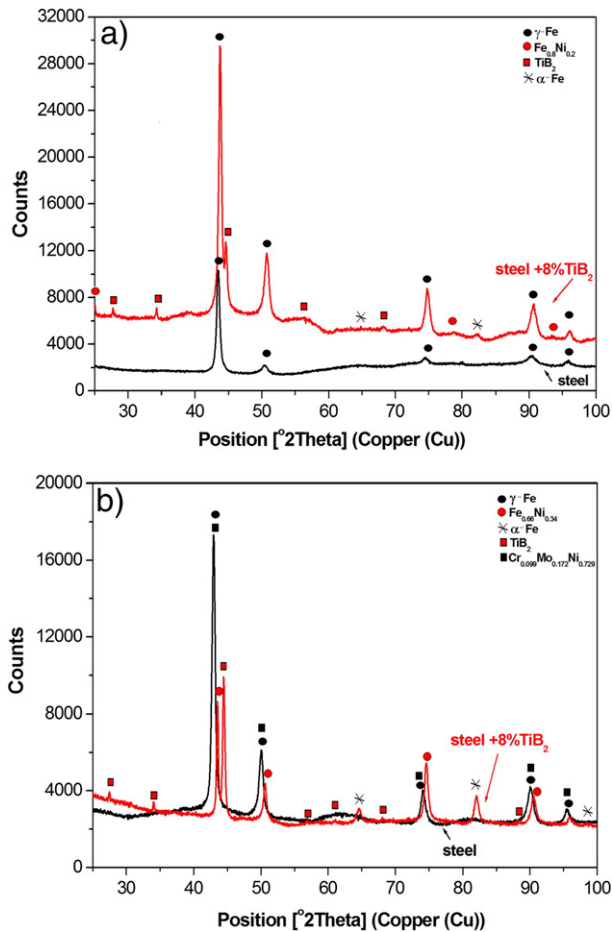 a)
γ-Fe
Fe0.8Ni0.2
TiB2
α-Fe
32000
28000
24000
20000
16000
12000
8000
4000
0
Counts
steel +8%TiB2
steel
25 30 40 50 60 70 80 90 100
Position [°2Theta] (Copper (Cu))
b)
γ-Fe
Fe0.66Ni0.34
α-Fe
TiB2
Cr0.099Mo0.172Ni0.729
20000
16000
12000
8000
4000
0
Counts
steel +8%TiB2
steel
25 30 40 50 60 70 80 90 100
Position [°2Theta] (Copper (Cu))